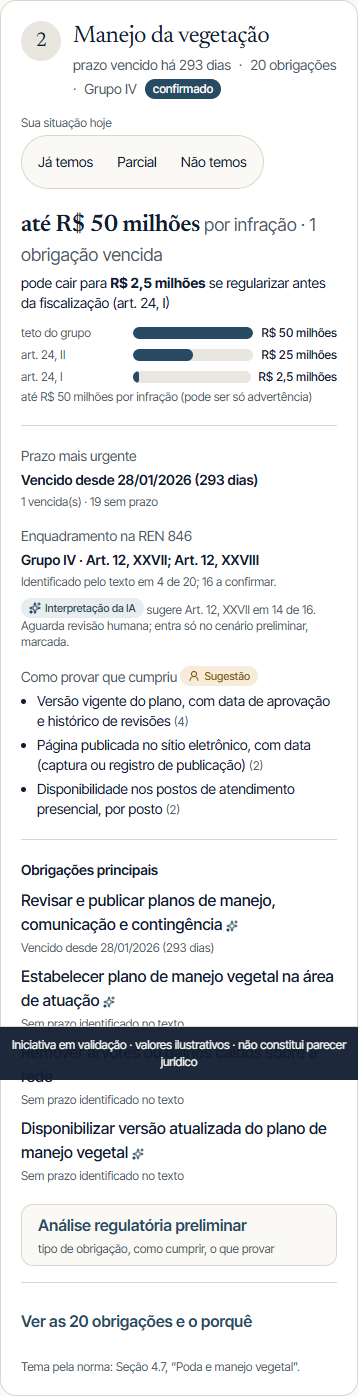 2
Manejo da vegetação
prazo vencido há 293 dias · 20 obrigações
· Grupo IV confirmado
Sua situação hoje
Já temos Parcial Não temos
até R$ 50 milhões por infração · 1
obrigação vencida
pode cair para R$ 2,5 milhões se regularizar antes
da fiscalização (art. 24, I)
teto do grupo R$ 50 milhões
art. 24, II R$ 25 milhões
art. 24, I R$ 2,5 milhões
até R$ 50 milhões por infração (pode ser só advertência)
Prazo mais urgente
Vencido desde 28/01/2026 (293 dias)
1 vencida(s) · 19 sem prazo
Enquadramento na REN 846
Grupo IV · Art. 12, XXVII; Art. 12, XXVIII
Identificado pelo texto em 4 de 20; 16 a confirmar.
Interpretação da IA sugere Art. 12, XXVII em 14 de 16.
Aguarda revisão humana; entra só no cenário preliminar,
marcada.
Como provar que cumpriu Sugestão
• Versão vigente do plano, com data de aprovação
e histórico de revisões (4)
• Página publicada no sítio eletrônico, com data
(captura ou registro de publicação) (2)
• Disponibilidade nos postos de atendimento
presencial, por posto (2)
Obrigações principais
Revisar e publicar planos de manejo,
comunicação e contingência
Vencido desde 28/01/2026 (293 dias)
Estabelecer plano de manejo vegetal na área
de atuação
Sem prazo identificado no texto
Iniciativa em validação · valores ilustrativos · não constitui parecer
jurídico
Remover árvores ou galhos caídos sobre a
rede
Sem prazo identificado no texto
Disponibilizar versão atualizada do plano de
manejo vegetal
Sem prazo identificado no texto
Análise regulatória preliminar
tipo de obrigação, como cumprir, o que provar
Ver as 20 obrigações e o porquê
Tema pela norma: Seção 4.7, “Poda e manejo vegetal”.